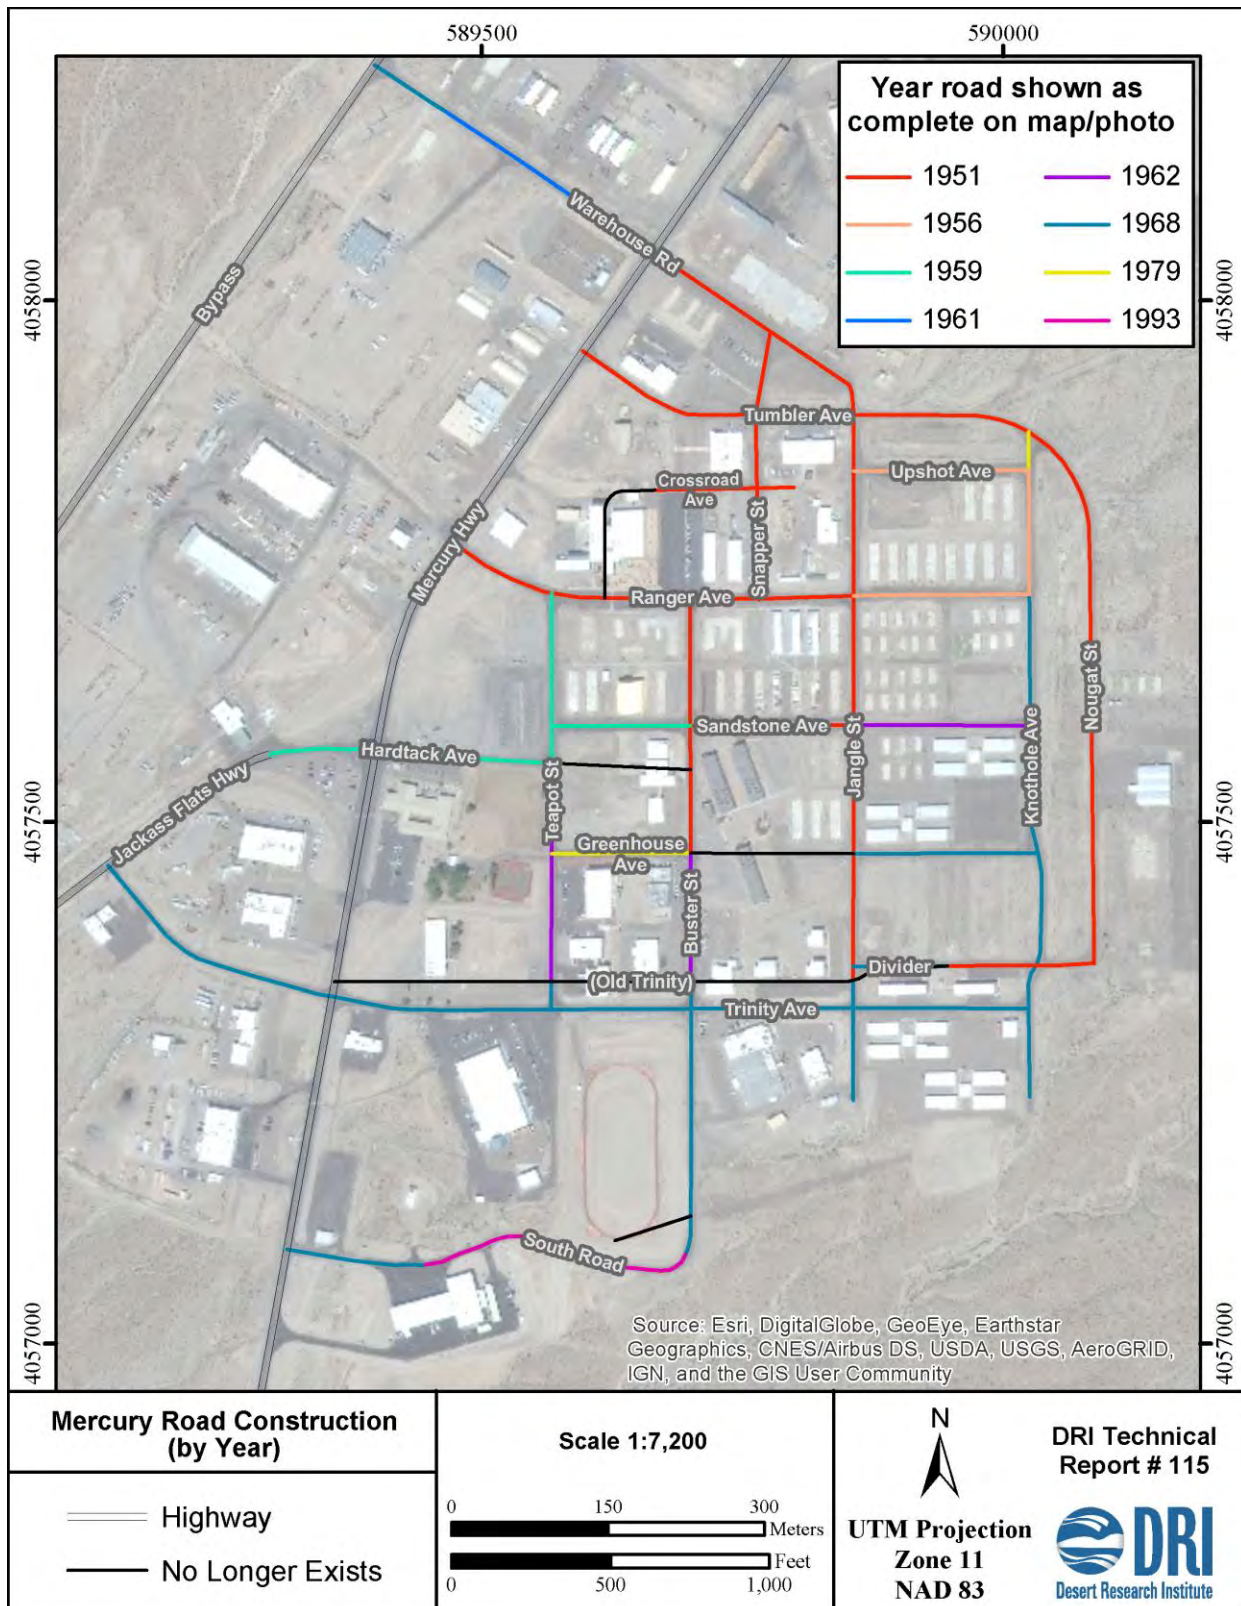 589500
590000
Year road shown as
complete on map/photo
1951
1962
1956
1968
1959
1979
1961
1993
4058000
4058000
Warehouse Rd
Bypass
Tumbler Ave
Upshot Ave
Crossroad
Ave
Snapper St
Mercury Hwy
Ranger Ave
Nougat St
Sandstone Ave
Jangle St
Knothole Ave
Hardtack Ave
Jackass Flats Hwy
Teapot St
4057500
4057500
Greenhouse
Ave
Buster St
Divider
(Old Trinity)
Trinity Ave
South Road
4057000
4057000
Source: Esri, DigitalGlobe, GeoEye, Earthstar
Geographics, CNES/Airbus DS, USDA, USGS, AeroGRID,
IGN, and the GIS User Community
Mercury Road Construction
(by Year)
Highway
No Longer Exists
Scale 1:7,200
0 150 300
Meters
Feet
0 500 1,000
N
UTM Projection
Zone 11
NAD 83
DRI Technical
Report # 115
DRI
Desert Research Institute